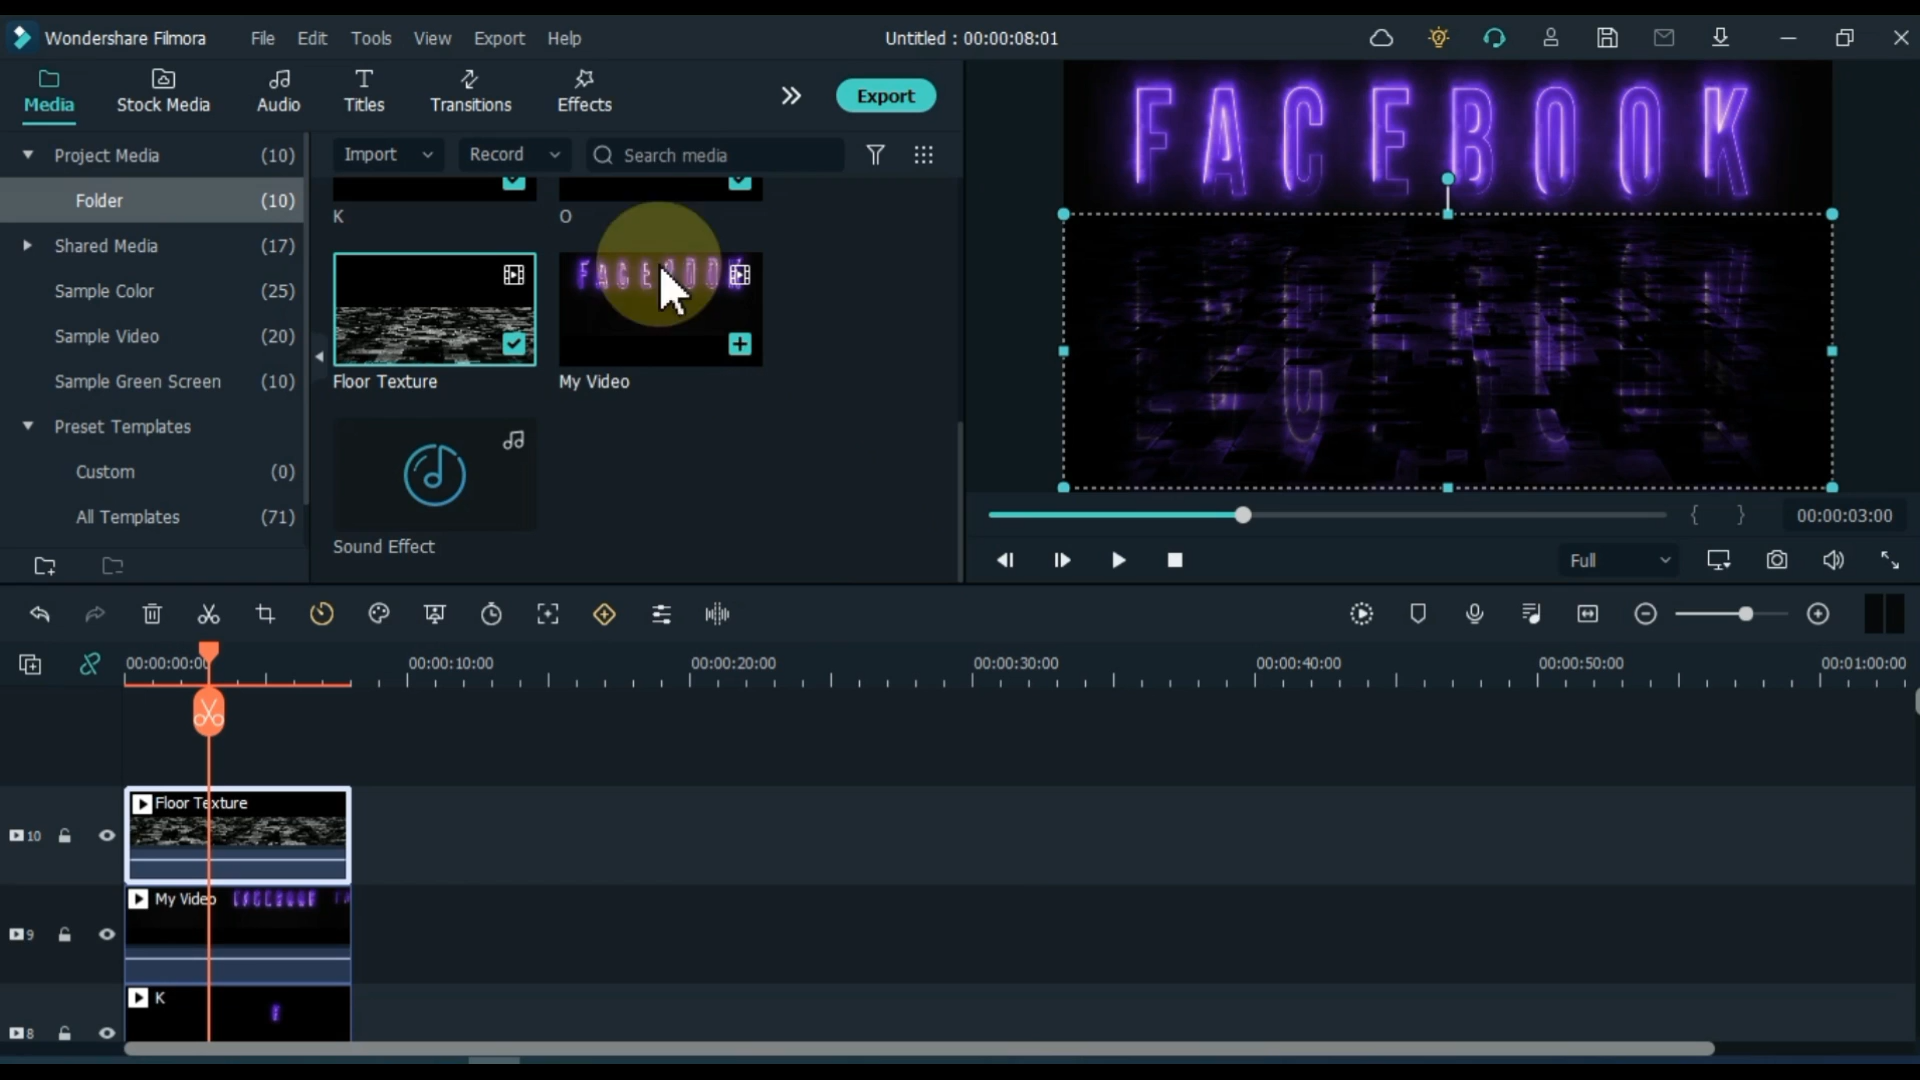 Wondershare Filmora File Edit Tools View Export Help Untitled : 00:00:08:01
Media Stock Media Audio Titles Transitions Effects Export
Project Media (10)
Folder (10)
Shared Media (17)
Sample Color (25)
Sample Video (20)
Sample Green Screen (10)
Preset Templates
Custom (0)
All Templates (71)
Import Record Search media
K O
FACEBOOK
Floor Texture My Video
Sound Effect
FACEBOOK
00:00:03:00
Full
00:00:00:0 00:00:10:00 00:00:20:00 00:00:30:00 00:00:40:00 00:00:50:00 00:01:00:00
Floor Texture
10
My Video
9
K
8